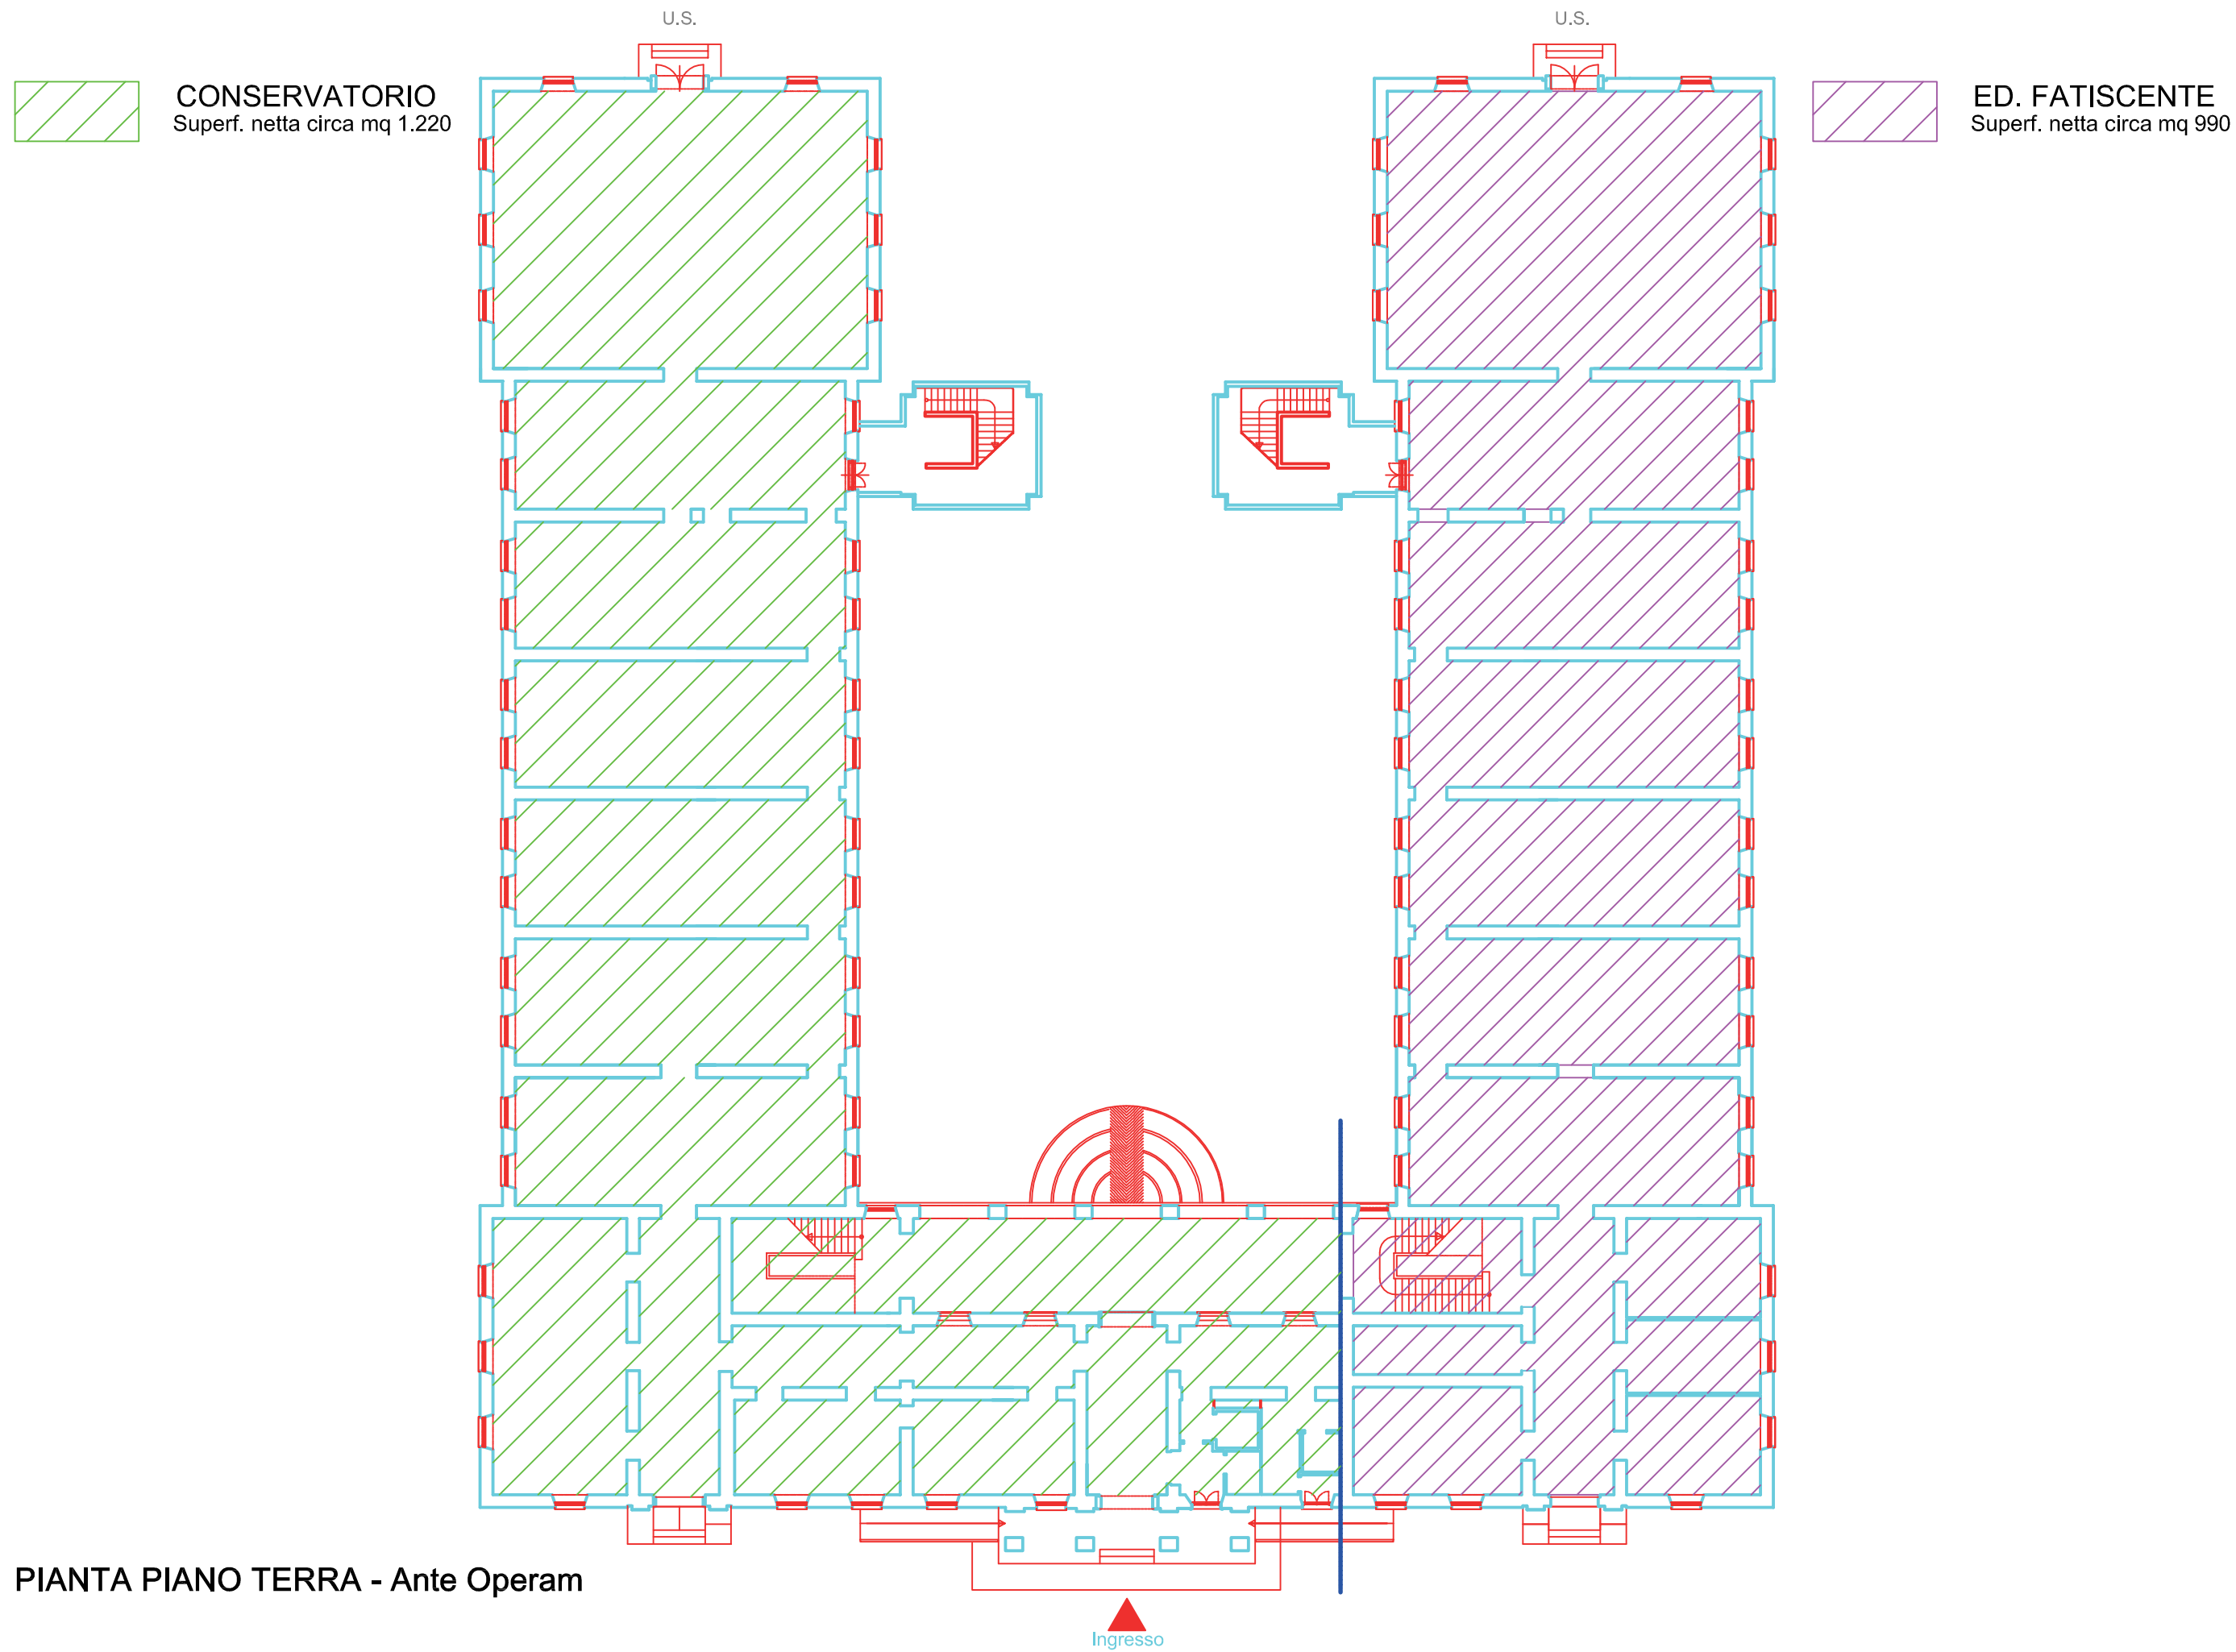 U.S.
U.S.
CONSERVATORIO
Superf. netta circa mq 1.220
ED. FATISCENTE
Superf. netta circa mq 990
PIANTA PIANO TERRA - Ante Operam
Ingresso